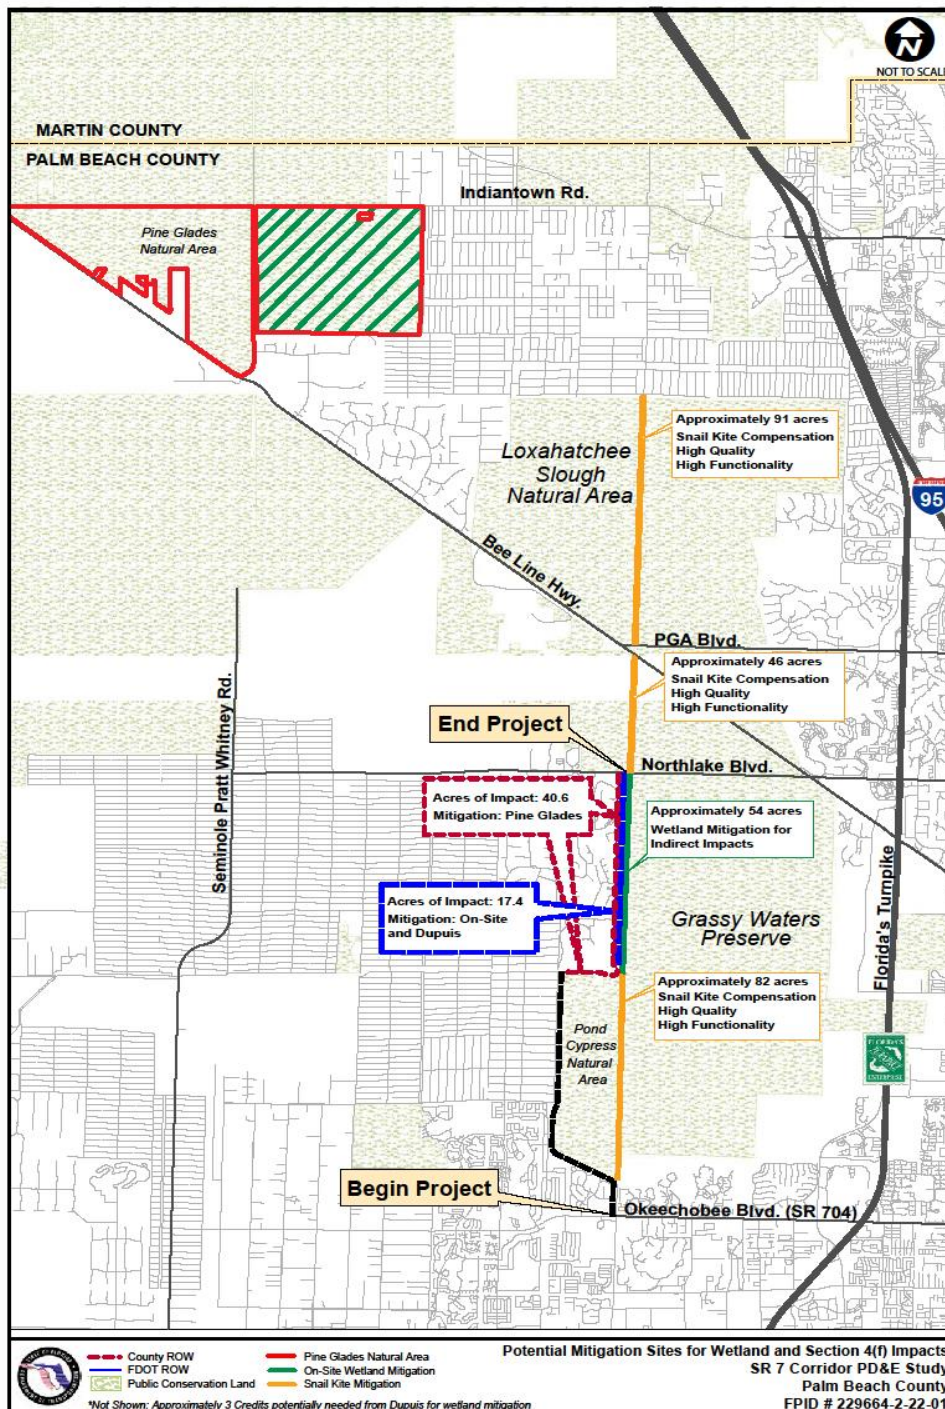 NOT TO SCALE
MARTIN COUNTY
PALM BEACH COUNTY
Indiantown Rd.
Pine Glades
Natural Area
Approximately 91 acres
Snail Kite Compensation
High Quality
High Functionality
Loxahatchee
Slough
Natural Area
95
Bee Line Hwy.
PGA Blvd.
Approximately 46 acres
Snail Kite Compensation
High Quality
High Functionality
Seminole Pratt Whitney Rd.
End Project
Northlake Blvd.
Acres of Impact: 40.6
Mitigation: Pine Glades
Approximately 54 acres
Wetland Mitigation for
Indirect Impacts
Acres of Impact: 17.4
Mitigation: On-Site
and Dupuis
Grassy Waters
Preserve
Florida's Turnpike
Approximately 82 acres
Snail Kite Compensation
High Quality
High Functionality
Pond
Cypress
Natural
Area
Begin Project
Okeechobee Blvd. (SR 704)
County ROW
FDOT ROW
Public Conservation Land
Pine Glades Natural Area
On-Site Wetland Mitigation
Snail Kite Mitigation
*Not Shown: Approximately 3 Credits potentially needed from Dupuis for wetland mitigation
Potential Mitigation Sites for Wetland and Section 4(f) Impacts
SR 7 Corridor PD&E Study
Palm Beach County
FPID # 229664-2-22-01